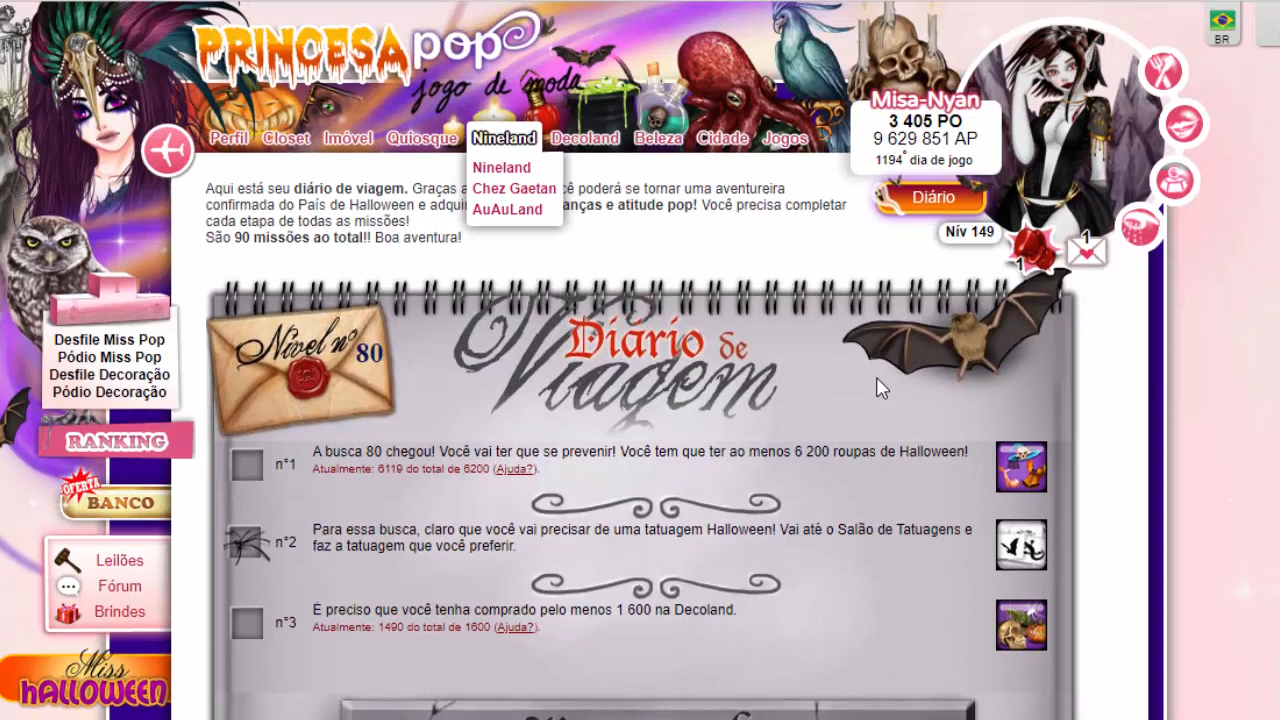 PRINCESA pop
jogo de moda
BR
Perfil Closet Imóvel Quiosque Nineland Decoland Beleza Cidade Jogos
Nineland
Chez Gaetan
AuAuLand
Misa-Nyan
3 405 PO
9 629 851 AP
1194° dia de jogo
Diário
Nív 149
1
1
Aqui está seu diário de viagem. Graças a cê poderá se tornar uma aventureira
confirmada do País de Halloween e adqui anças e atitude pop! Você precisa completar
cada etapa de todas as missões!
São 90 missões ao total!! Boa aventura!
Desfile Miss Pop
Pódio Miss Pop
Desfile Decoração
Pódio Decoração
RANKING
OFERTA
BANCO
Leilões
Fórum
Brindes
Miss
halloween
Nível n° 80
Diário de
Viagem
n°1 A busca 80 chegou! Você vai ter que se prevenir! Você tem que ter ao menos 6 200 roupas de Halloween!
Atualmente: 6119 do total de 6200 (Ajuda?).
n°2 Para essa busca, claro que você vai precisar de uma tatuagem Halloween! Vai até o Salão de Tatuagens e
faz a tatuagem que você preferir.
n°3 É preciso que você tenha comprado pelo menos 1 600 na Decoland.
Atualmente: 1490 do total de 1600 (Ajuda?).